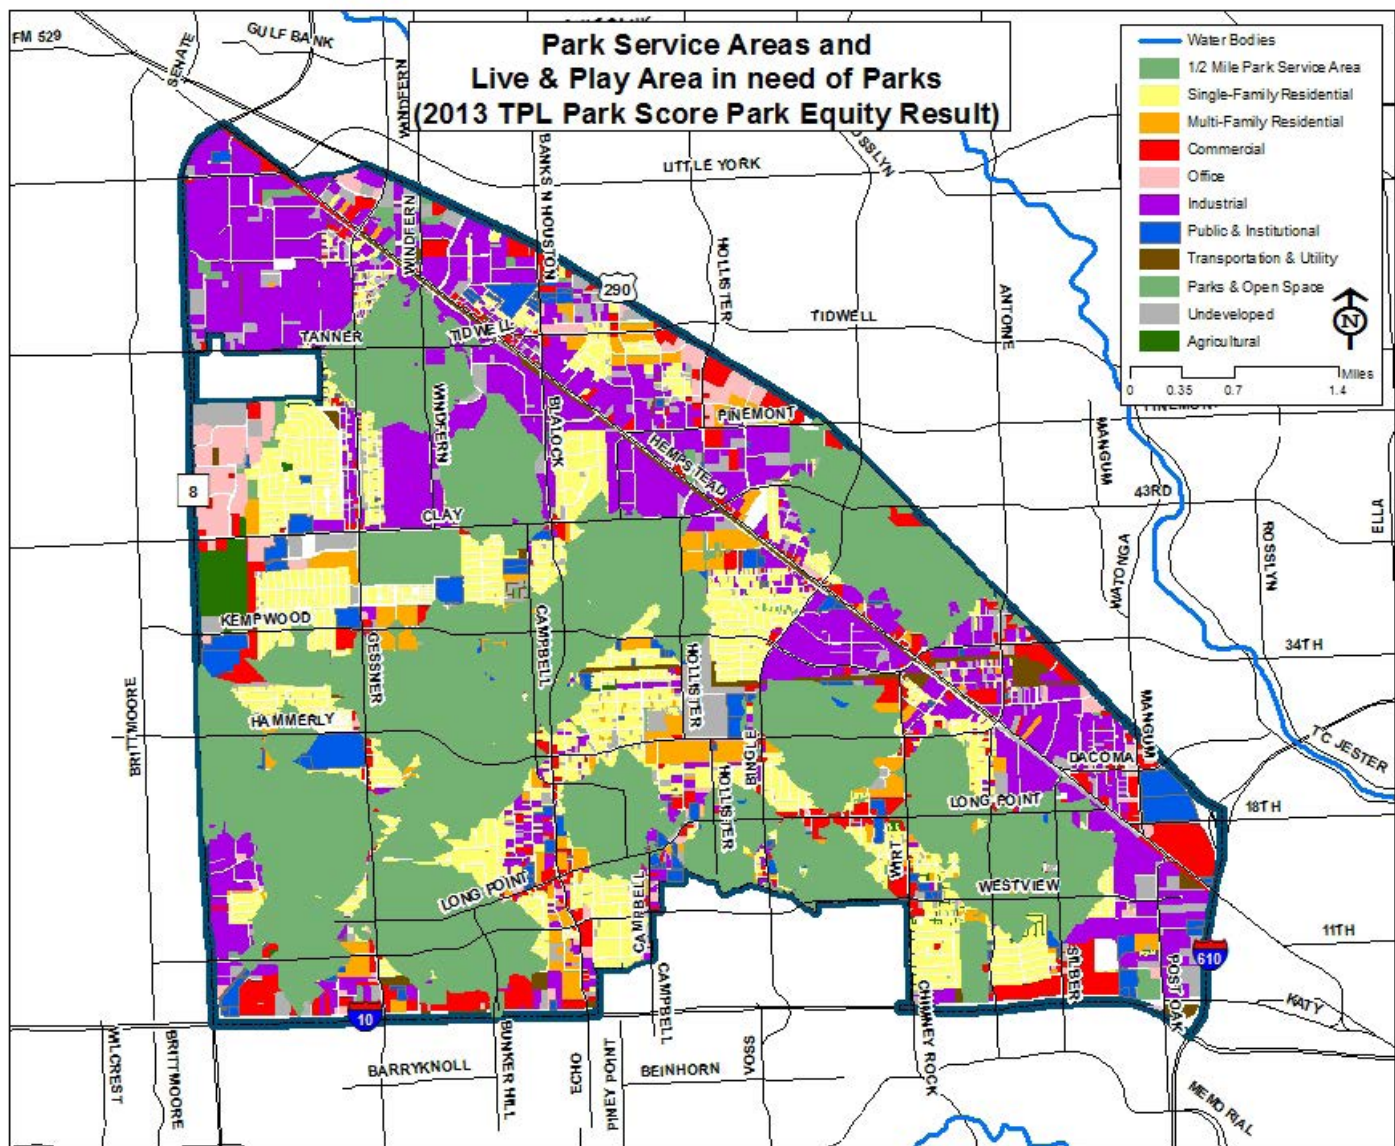 FM 529
SENATE
GULF BANK
WINDFERN
Park Service Areas and
Live & Play Area in need of Parks
(2013 TPL Park Score Park Equity Result)
Water Bodies
1/2 Mile Park Service Area
Single-Family Residential
Multi-Family Residential
Commercial
Office
Industrial
Public & Institutional
Transportation & Utility
Parks & Open Space
Undeveloped
Agricultural
N
Miles
0 0.35 0.7 1.4
BANKS N HOUSTON
LITTLE YORK
WINDFERN
HOLLISTER
290
ANTOINE
TIDWELL
TIDWELL
TANNER
WINDFERN
BLALOCK
PINEMONT
HEMPSTEAD
MANGUM
43RD
ELLA
8
CLAY
WATONGA
ROSSLYN
KEMPWOOD
GESSNER
CAMPBELL
HOLLISTER
34TH
BRITTMOORE
HAMMERLY
BINGLE
MANGUM
DACOMA
TC JESTER
HOLLISTER
LONG POINT
18TH
WIRT
LONG POINT
WESTVIEW
CAMPBELL
11TH
610
SILBER
POST OAK
KATY
10
CAMPBELL
CHIMNEY ROCK
WILCREST
BRITTMOORE
BARRYKNOLL
BUNKER HILL
ECHO
PINEY POINT
BEINHORN
VOSS
MEMORIAL